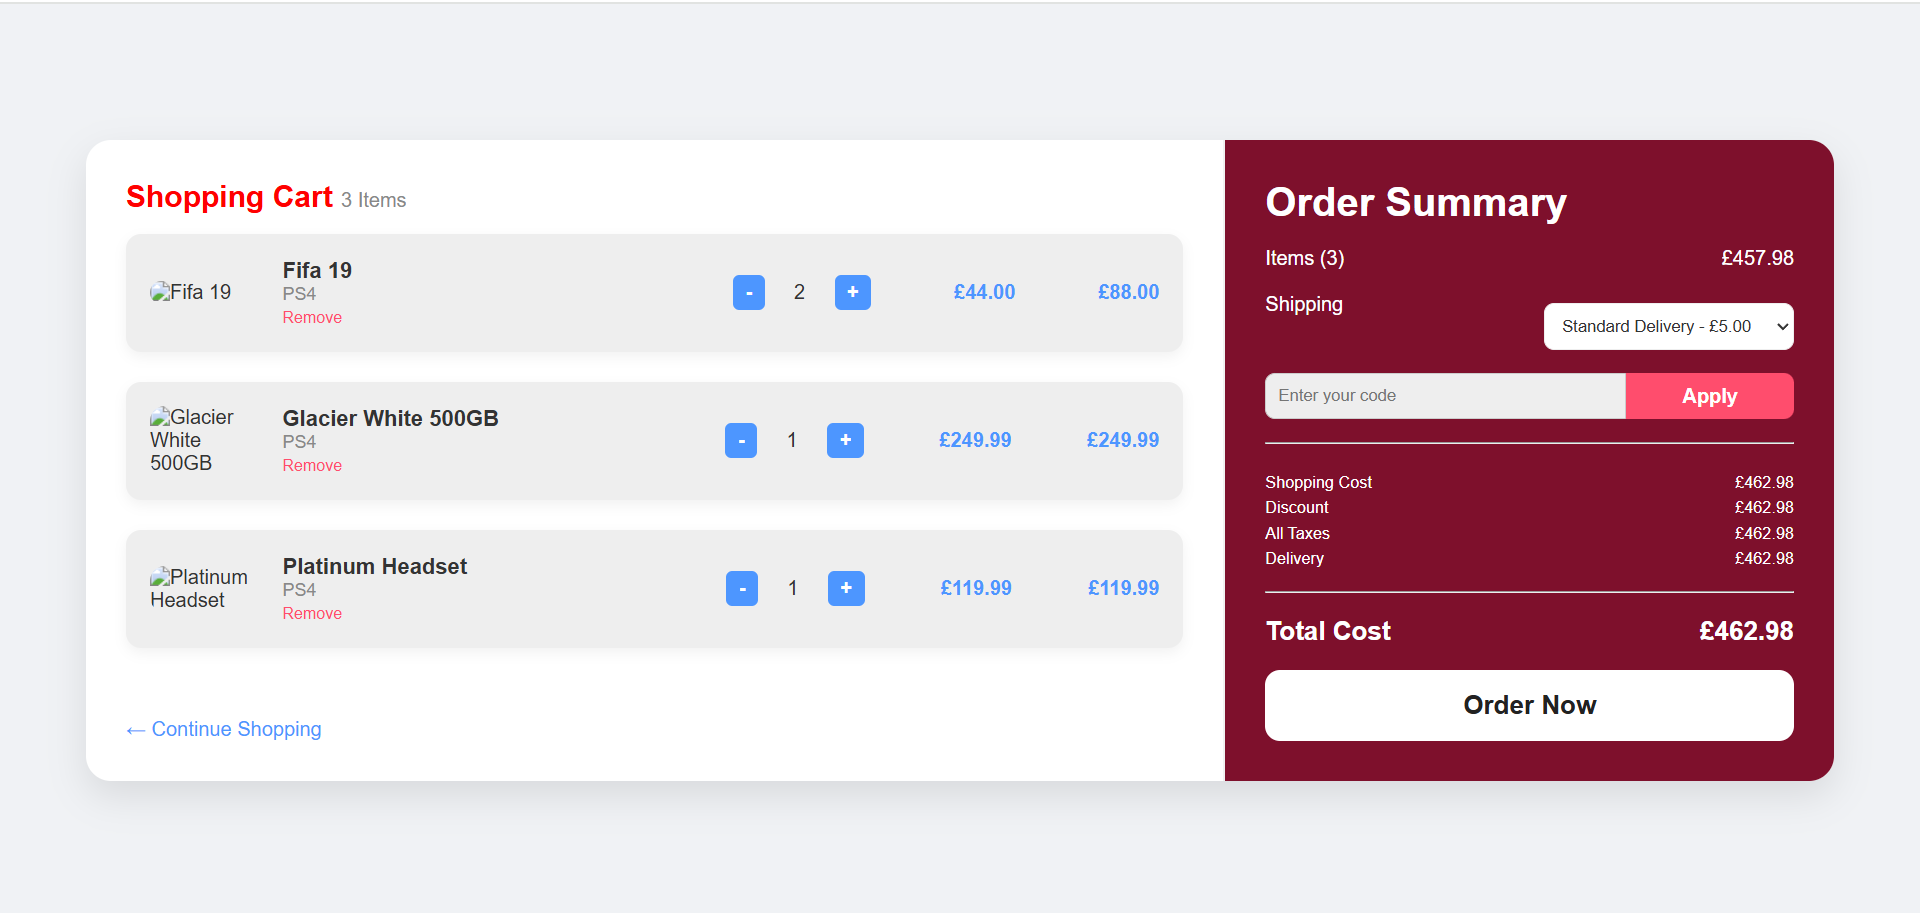 Shopping Cart 3 Items
Fifa 19
Fifa 19
PS4
Remove
- 2 + £44.00 £88.00
Glacier White 500GB
Glacier White 500GB
PS4
Remove
- 1 + £249.99 £249.99
Platinum Headset
Platinum Headset
PS4
Remove
- 1 + £119.99 £119.99
← Continue Shopping
Order Summary
Items (3) £457.98
Shipping
Standard Delivery - £5.00
Enter your code Apply
Shopping Cost £462.98
Discount £462.98
All Taxes £462.98
Delivery £462.98
Total Cost £462.98
Order Now